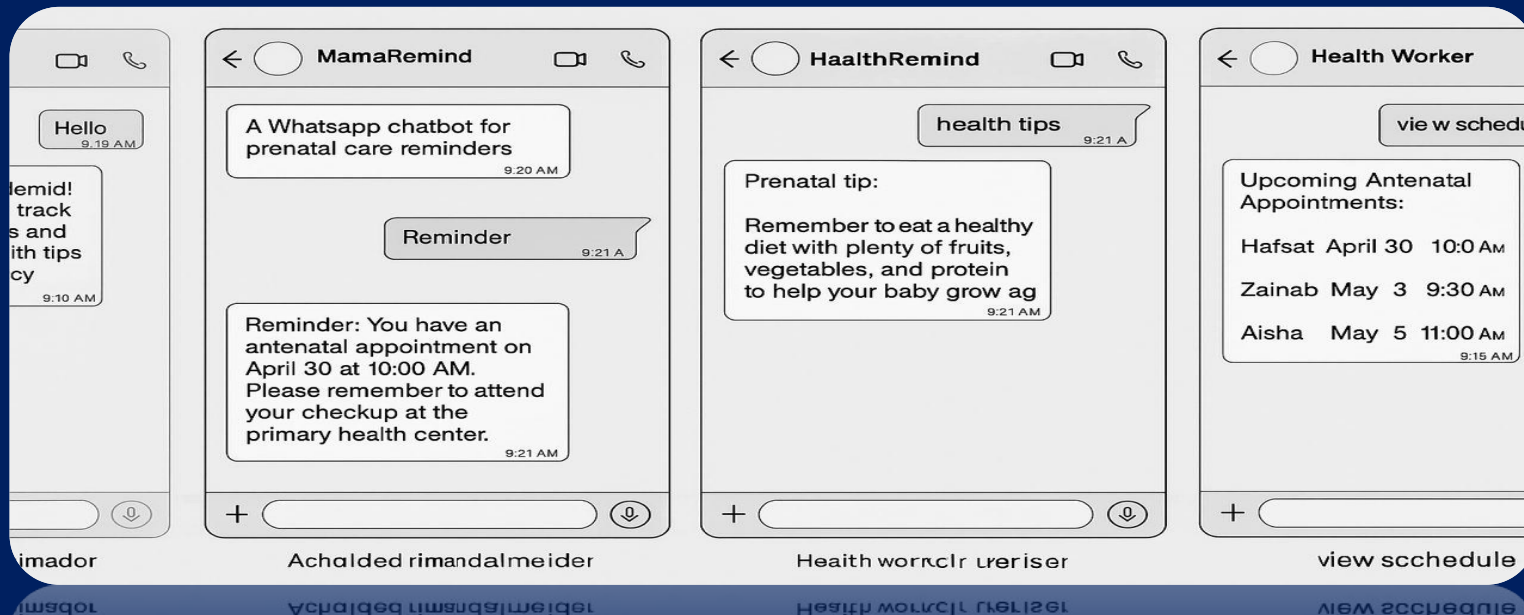 Hello
9.19 AM
lemid!
track
s and
ith tips
cy
9:10 AM
imador
MamaRemind
A Whatsapp chatbot for
prenatal care reminders
9:20 AM
Reminder
9:21 A
Reminder: You have an
antenatal appointment on
April 30 at 10:00 AM.
Please remember to attend
your checkup at the
primary health center.
9:21 AM
Achalded rimandalmeider
HaalthRemind
health tips
9:21 A
Prenatal tip:
Remember to eat a healthy
diet with plenty of fruits,
vegetables, and protein
to help your baby grow ag
9:21 AM
Heaith
Health Worker
vie w schedu
Upcoming Antenatal
Appointments:
Hafsat April 30 10:0 AM
Zainab May 3 9:30 AM
Aisha May 5 11:00 AM
9:15 AM
view scchedule